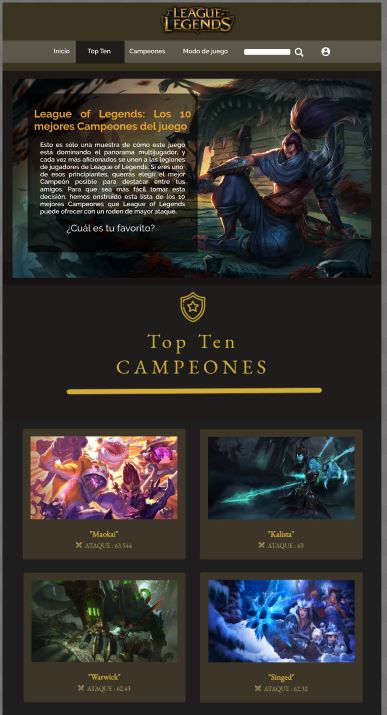 LEAGUE
of
LEGENDS
Inicio Top Ten Campeones Modo de juego
League of Legends: Los 10
mejores Campeones del juego
Esto es sólo una muestra de cómo este juego
está dominando el panorama multijugador, y
cada vez más aficionados se unen a las legiones
de jugadores de League of Legends. Si eres uno
de esos principiantes, querrás elegir el mejor
Campeón posible para destacar entre tus
amigos. Para que sea más fácil tomar esta
decisión, hemos onstruido esta lista de los 10
mejores Campeones que League of Legends
puede ofrecer con un roden de mayor ataque.
¿Cuál es tu favorito?
Top Ten
CAMPEONES
"Maokai" "Kalista"
ATAQUE : 63.544 ATAQUE : 63
"Warwick" "Singed"
ATAQUE : 62.43 ATAQUE : 62.32